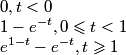 0, t < 0
1 − e^{−t}, 0 ⩽ t < 1
e^{1−t} − e^{−t}, t ⩾ 1